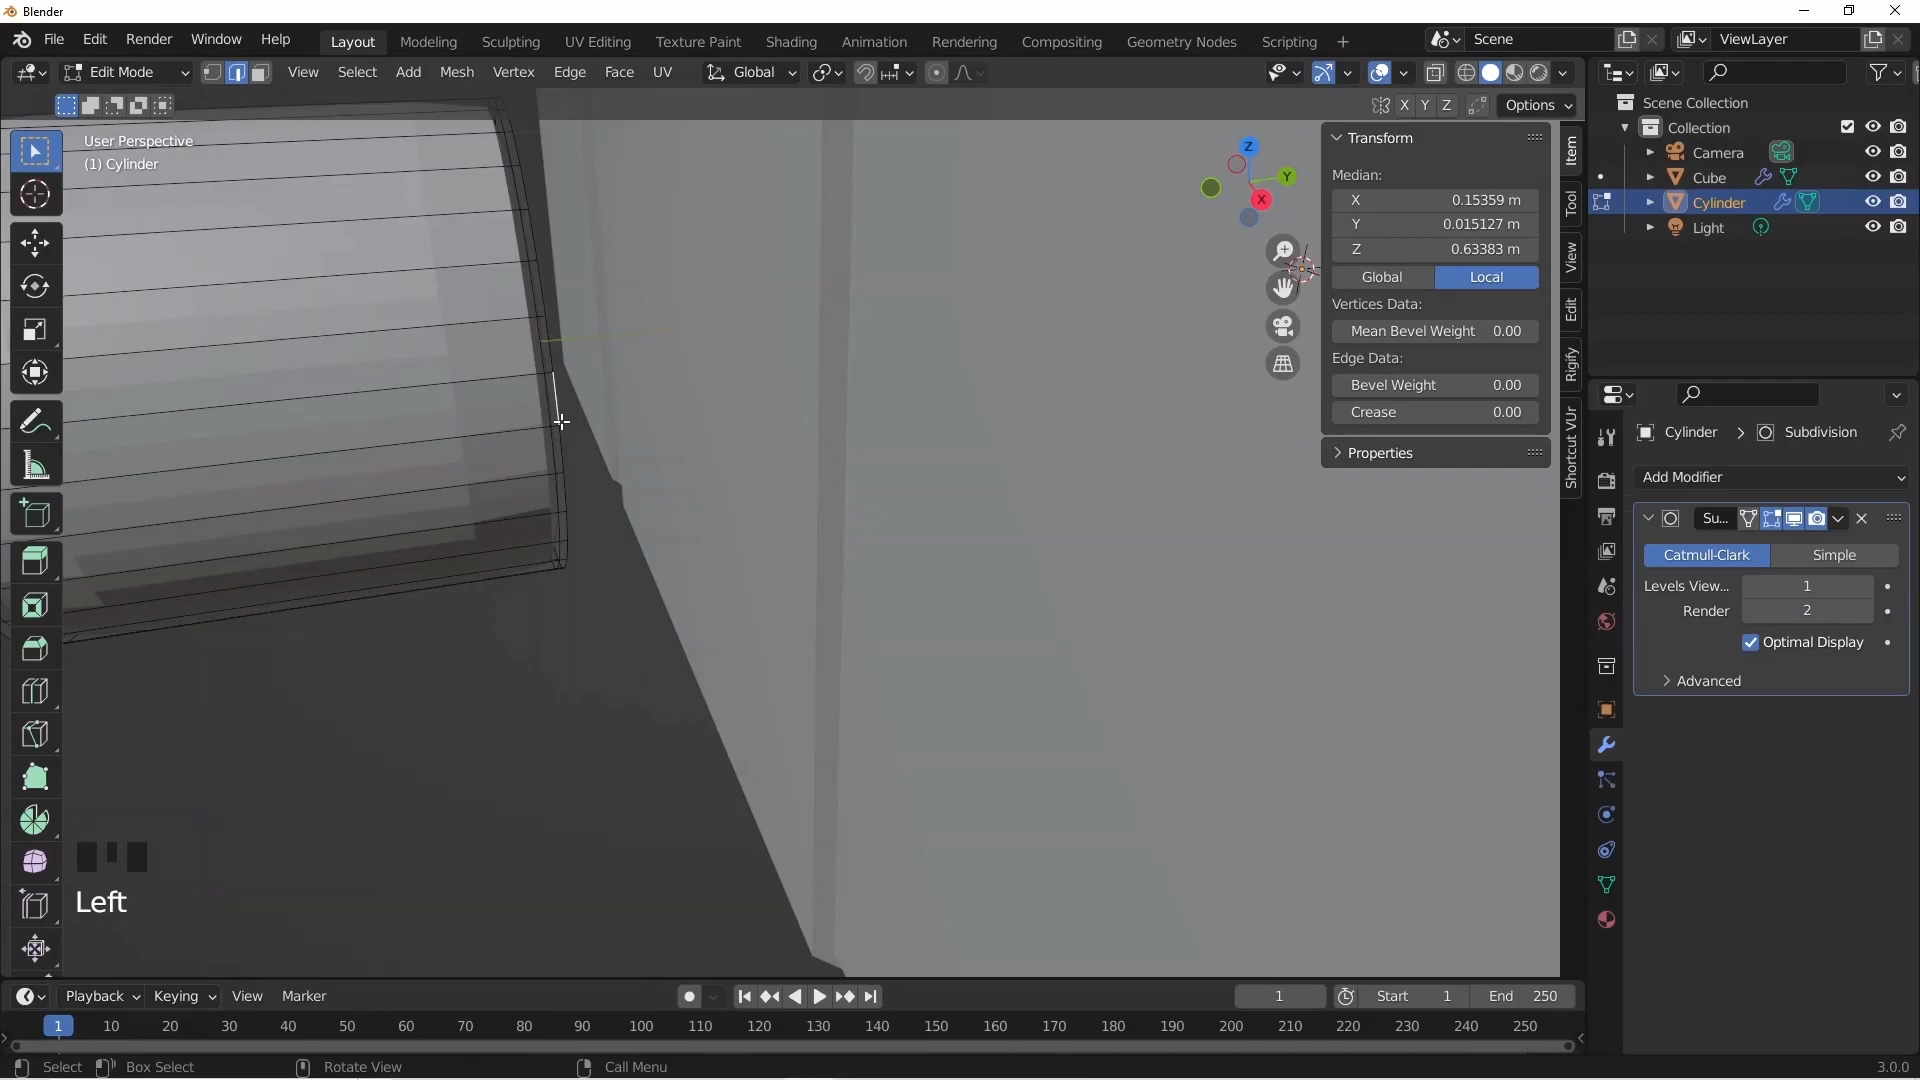 Blender
File Edit Render Window Help Layout Modeling Sculpting UV Editing Texture Paint Shading Animation Rendering Compositing Geometry Nodes Scripting + Scene ViewLayer
Edit Mode View Select Add Mesh Vertex Edge Face UV Global
X Y Z Options
User Perspective
(1) Cylinder
Z
Y
X
Transform
Median:
X 0.15359 m
Y 0.015127 m
Z 0.63383 m
Global Local
Vertices Data:
Mean Bevel Weight 0.00
Edge Data:
Bevel Weight 0.00
Crease 0.00
Properties
Item
Tool
View
Edit
Rigify
Shortcut VUr
Scene Collection
Collection
Camera
Cube
Cylinder
Light
Cylinder Subdivision
Add Modifier
Su...
Catmull-Clark Simple
Levels View... 1
Render 2
Optimal Display
Advanced
Left
Playback Keying View Marker 1 Start 1 End 250
1 10 20 30 40 50 60 70 80 90 100 110 120 130 140 150 160 170 180 190 200 210 220 230 240 250
Select Box Select Rotate View Call Menu 3.0.0